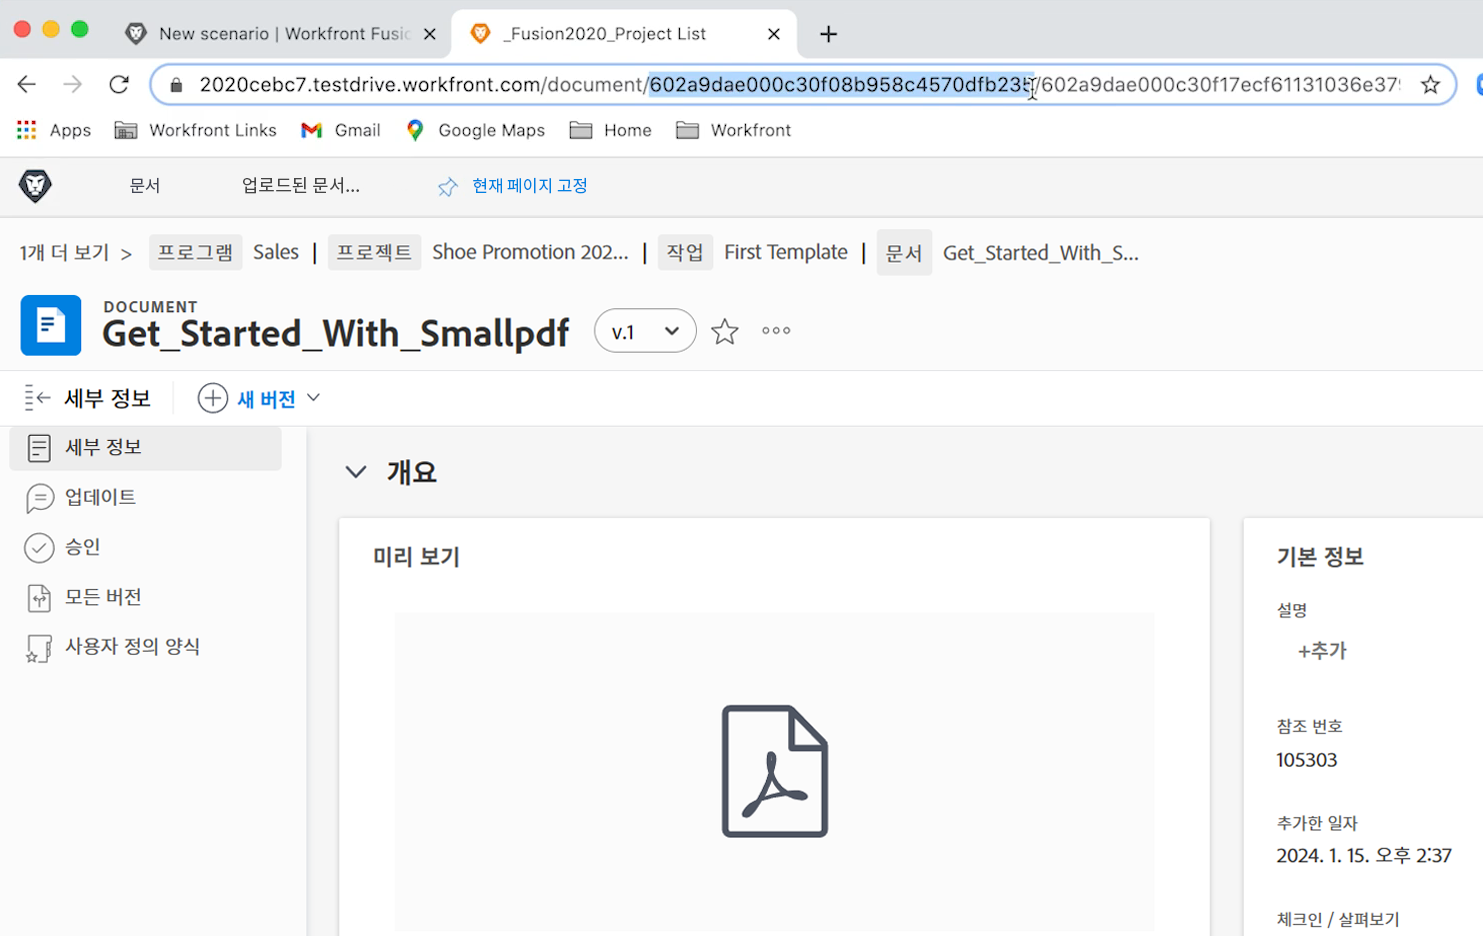 New scenario | Workfront Fusic
_Fusion2020_Project List
2020cebc7.testdrive.workfront.com/document/602a9dae000c30f08b958c4570dfb235/602a9dae000c30f17ecf61131036e379
Apps Workfront Links Gmail Google Maps Home Workfront
문서 업로드된 문서... 현재 페이지 고정
1개 더 보기 > 프로그램 Sales | 프로젝트 Shoe Promotion 202... | 작업 First Template | 문서 Get_Started_With_S...
DOCUMENT
Get_Started_With_Smallpdf v.1
세부 정보 새 버전
세부 정보
업데이트
승인
모든 버전
사용자 정의 양식
개요
미리 보기
기본 정보
설명
+추가
참조 번호
105303
추가한 일자
2024. 1. 15. 오후 2:37
체크인 / 살펴보기